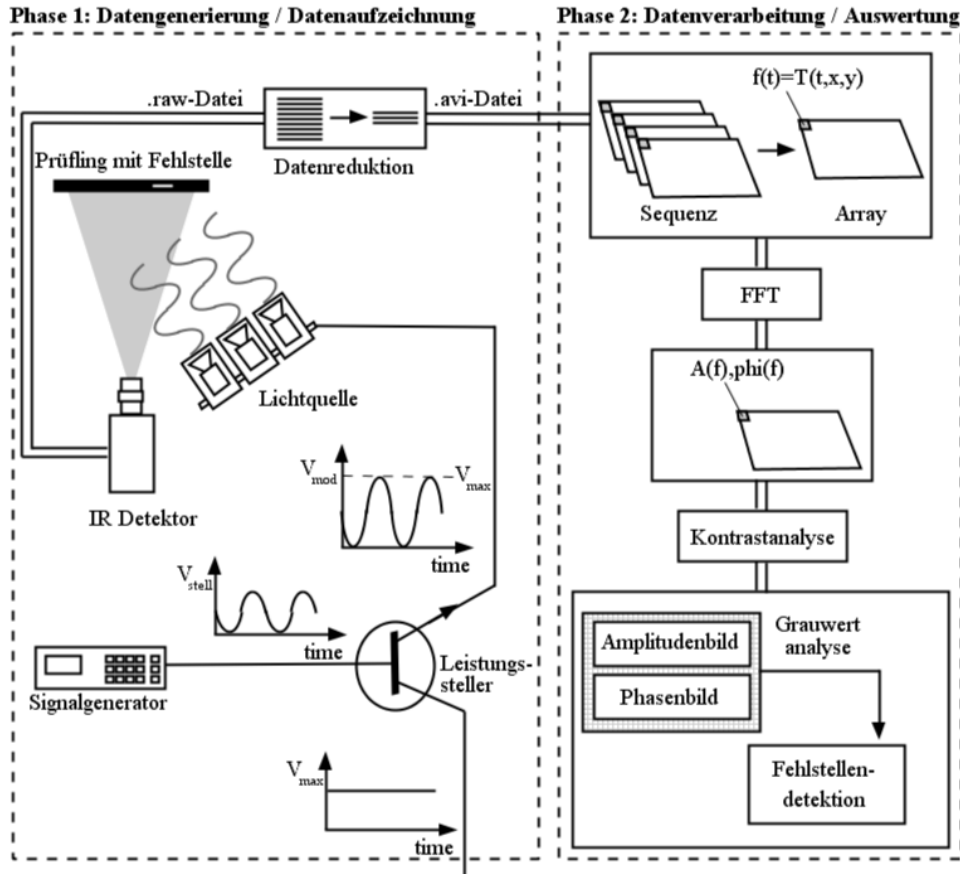 Phase 1: Datengenerierung / Datenaufzeichnung
.raw-Datei
.avi-Datei
Datenreduktion
Prüfling mit Fehlstelle
Lichtquelle
IR Detektor
V mod
V max
time
V stell
time
Signalgenerator
Leistungs-
steller
V max
time
Phase 2: Datenverarbeitung / Auswertung
f(t)=T(t,x,y)
Sequenz
Array
FFT
A(f),phi(f)
Kontrastanalyse
Amplitudenbild
Phasenbild
Grauwert
analyse
Fehlstellen-
detektion